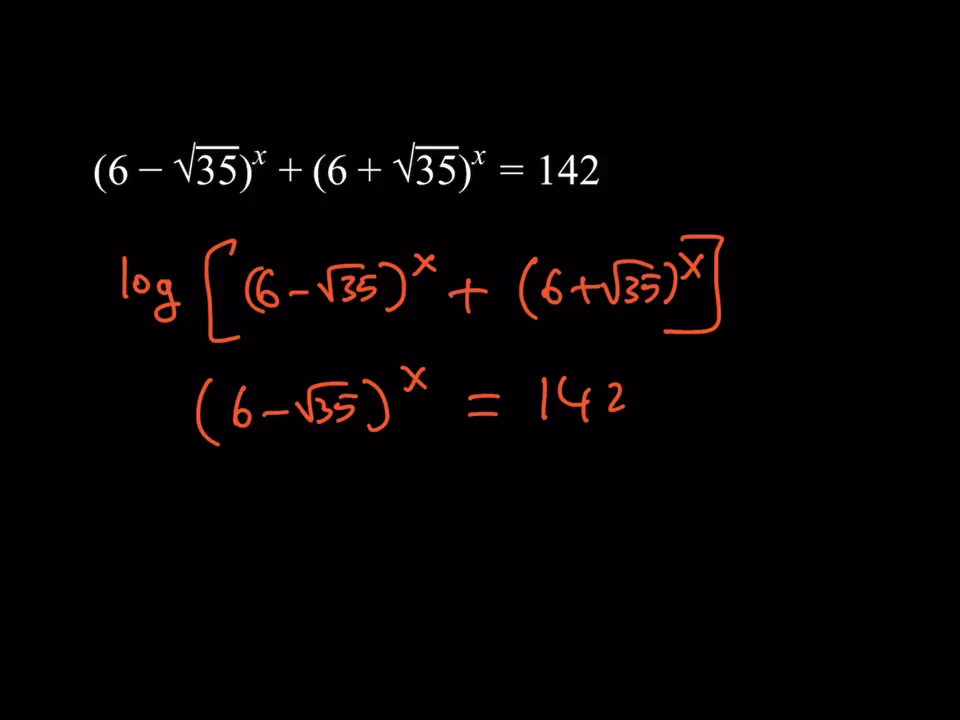 (6 − √35)ˣ + (6 + √35)ˣ = 142
log [(6 − √35)ˣ + (6 + √35)ˣ]
(6 − √35)ˣ = 142